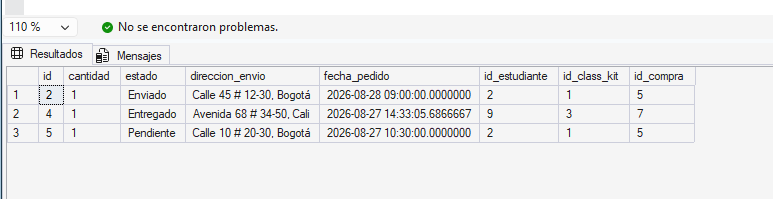 110 % No se encontraron problemas.
Resultados Mensajes
id cantidad estado direccion_envio fecha_pedido id_estudiante id_class_kit id_compra
1 2 1 Enviado Calle 45 # 12-30, Bogotá 2026-08-28 09:00:00.0000000 2 1 5
2 4 1 Entregado Avenida 68 # 34-50, Cali 2026-08-27 14:33:05.6866667 9 3 7
3 5 1 Pendiente Calle 10 # 20-30, Bogotá 2026-08-27 10:30:00.0000000 2 1 5